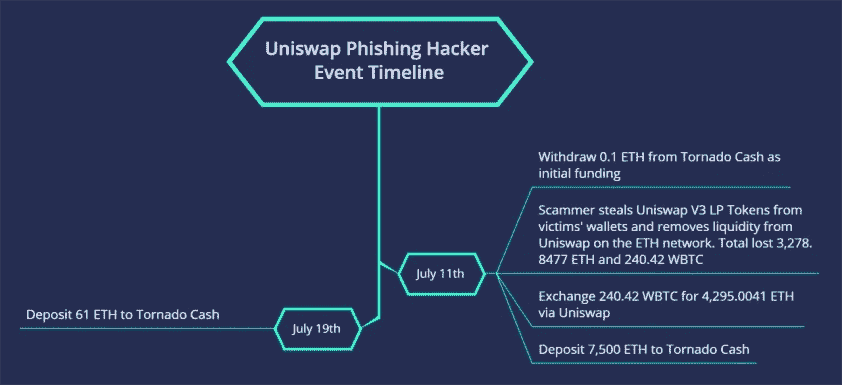 Uniswap Phishing Hacker
Event Timeline
Withdraw 0.1 ETH from Tornado Cash as
initial funding
Scammer steals Uniswap V3 LP Tokens from
victims' wallets and removes liquidity from
Uniswap on the ETH network. Total lost 3,278.
8477 ETH and 240.42 WBTC
July 11th
Exchange 240.42 WBTC for 4,295.0041 ETH
via Uniswap
Deposit 7,500 ETH to Tornado Cash
Deposit 61 ETH to Tornado Cash
July 19th